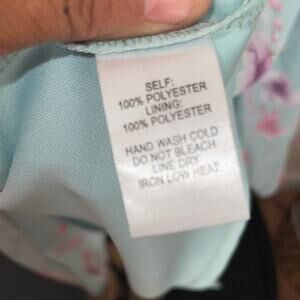 SELF:
100% POLYESTER
LINING:
100% POLYESTER
HAND WASH COLD
DO NOT BLEACH
LINE DRY
IRON LOW HEAT